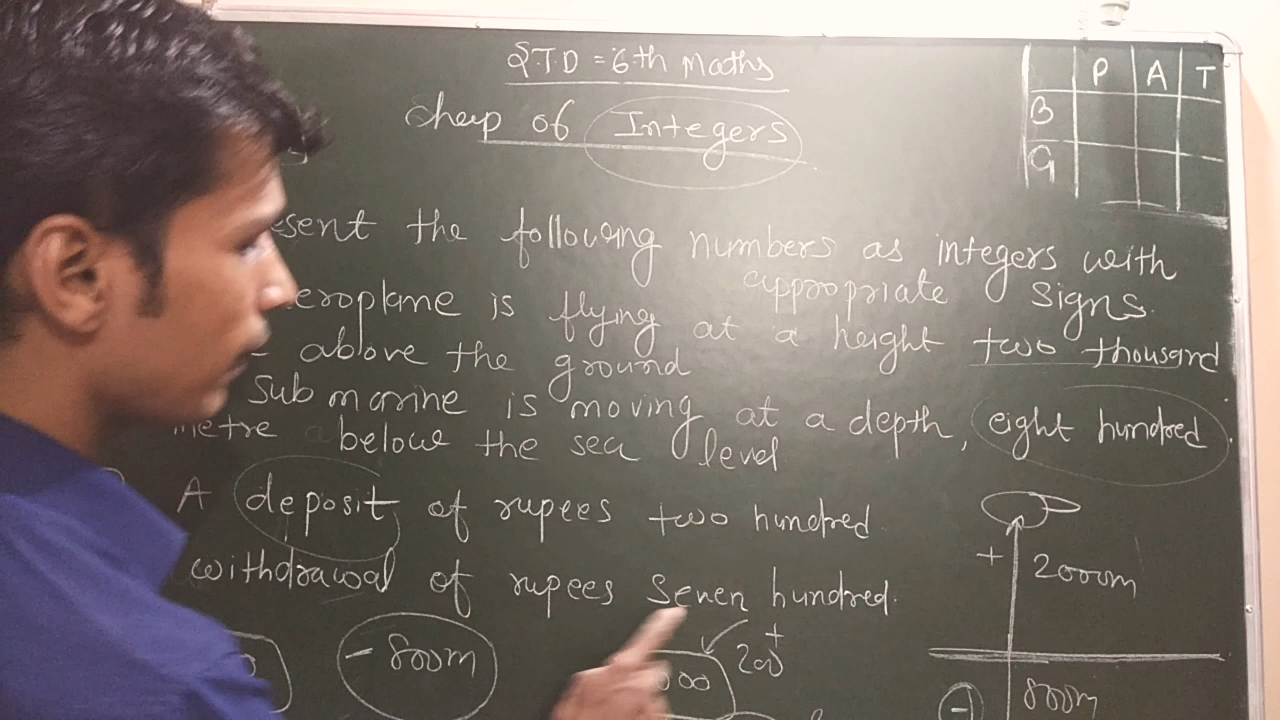 STD = 6th Maths
Chap of Integers
P A T
B
G
esent the following numbers as integers with
appropriate signs.
eroplane is flying at a height two thousand
above the ground
Submarine is moving at a depth, eight hundred
metre below the sea level
A deposit of rupees two hundred
withdrawal of rupees Seven hundred.
+ 2000m
- 800m
+
200
000
- 800m